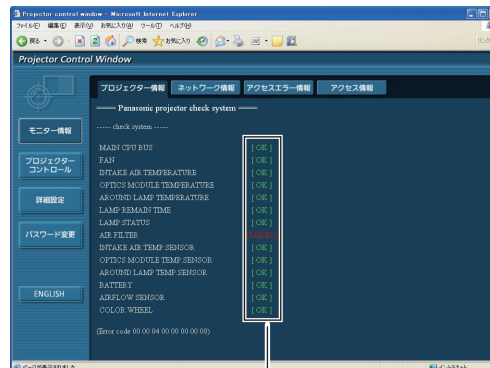 Projector control window - Microsoft Internet Explorer
ファイル(F) 編集(E) 表示(V) お気に入り(A) ツール(T) ヘルプ(H)
戻る 検索 お気に入り
Projector Control Window
プロジェクター情報 ネットワーク情報 アクセスエラー情報 アクセス情報
モニター情報
プロジェクター
コントロール
詳細設定
パスワード変更
ENGLISH
Panasonic projector check system
----- check system -----
MAIN CPU BUS [ OK ]
FAN [ OK ]
INTAKE AIR TEMPERATURE [ OK ]
OPTICS MODULE TEMPERATURE [ OK ]
AROUND LAMP TEMPERATURE [ OK ]
LAMP REMAIN TIME [ OK ]
LAMP STATUS [ OK ]
AIR FILTER [FAILED]
INTAKE AIR TEMP. SENSOR [ OK ]
OPTICS MODULE TEMP. SENSOR [ OK ]
AROUND LAMP TEMP. SENSOR [ OK ]
BATTERY [ OK ]
AIRFLOW SENSOR [ OK ]
COLOR WHEEL [ OK ]
(Error code 00 00 04 00 00 00 00 00)
ページが表示されました